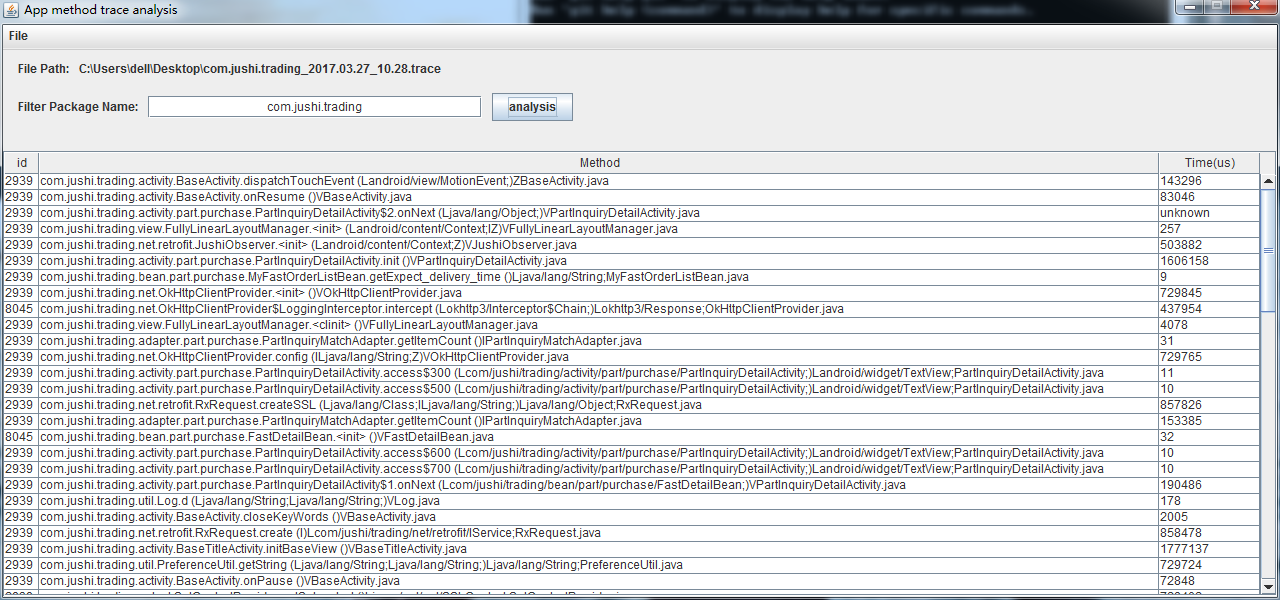 App method trace analysis
File
File Path: C:\Users\dell\Desktop\com.jushi.trading_2017.03.27_10.28.trace
Filter Package Name: com.jushi.trading analysis
id Method Time(us)
2939 com.jushi.trading.activity.BaseActivity.dispatchTouchEvent (Landroid/view/MotionEvent;)ZBaseActivity.java 143296
2939 com.jushi.trading.activity.BaseActivity.onResume ()VBaseActivity.java 83046
2939 com.jushi.trading.activity.part.purchase.PartInquiryDetailActivity$2.onNext (Ljava/lang/Object;)VPartInquiryDetailActivity.java unknown
2939 com.jushi.trading.view.FullyLinearLayoutManager.<init> (Landroid/content/Context;IZ)VFullyLinearLayoutManager.java 257
2939 com.jushi.trading.net.retrofit.JushiObserver.<init> (Landroid/content/Context;Z)VJushiObserver.java 503882
2939 com.jushi.trading.activity.part.purchase.PartInquiryDetailActivity.init ()VPartInquiryDetailActivity.java 1606158
2939 com.jushi.trading.bean.part.purchase.MyFastOrderListBean.getExpect_delivery_time ()Ljava/lang/String;MyFastOrderListBean.java 9
2939 com.jushi.trading.net.OkHttpClientProvider.<init> ()VOkHttpClientProvider.java 729845
8045 com.jushi.trading.net.OkHttpClientProvider$LoggingInterceptor.intercept (Lokhttp3/Interceptor$Chain;)Lokhttp3/Response;OkHttpClientProvider.java 437954
2939 com.jushi.trading.view.FullyLinearLayoutManager.<clinit> ()VFullyLinearLayoutManager.java 4078
2939 com.jushi.trading.adapter.part.purchase.PartInquiryMatchAdapter.getItemCount ()IPartInquiryMatchAdapter.java 31
2939 com.jushi.trading.net.OkHttpClientProvider.config (ILjava/lang/String;Z)VOkHttpClientProvider.java 729765
2939 com.jushi.trading.activity.part.purchase.PartInquiryDetailActivity.access$300 (Lcom/jushi/trading/activity/part/purchase/PartInquiryDetailActivity;)Landroid/widget/TextView;PartInquiryDetailActivity.java 11
2939 com.jushi.trading.activity.part.purchase.PartInquiryDetailActivity.access$500 (Lcom/jushi/trading/activity/part/purchase/PartInquiryDetailActivity;)Landroid/widget/TextView;PartInquiryDetailActivity.java 10
2939 com.jushi.trading.net.retrofit.RxRequest.createSSL (Ljava/lang/Class;ILjava/lang/String;)Ljava/lang/Object;RxRequest.java 857826
2939 com.jushi.trading.adapter.part.purchase.PartInquiryMatchAdapter.getItemCount ()IPartInquiryMatchAdapter.java 153385
8045 com.jushi.trading.bean.part.purchase.FastDetailBean.<init> ()VFastDetailBean.java 32
2939 com.jushi.trading.activity.part.purchase.PartInquiryDetailActivity.access$600 (Lcom/jushi/trading/activity/part/purchase/PartInquiryDetailActivity;)Landroid/widget/TextView;PartInquiryDetailActivity.java 10
2939 com.jushi.trading.activity.part.purchase.PartInquiryDetailActivity.access$700 (Lcom/jushi/trading/activity/part/purchase/PartInquiryDetailActivity;)Landroid/widget/TextView;PartInquiryDetailActivity.java 10
2939 com.jushi.trading.activity.part.purchase.PartInquiryDetailActivity$1.onNext (Lcom/jushi/trading/bean/part/purchase/FastDetailBean;)VPartInquiryDetailActivity.java 190486
2939 com.jushi.trading.util.Log.d (Ljava/lang/String;Ljava/lang/String;)VLog.java 178
2939 com.jushi.trading.activity.BaseActivity.closeKeyWords ()VBaseActivity.java 2005
2939 com.jushi.trading.net.retrofit.RxRequest.create (I)Lcom/jushi/trading/net/retrofit/IService;RxRequest.java 858478
2939 com.jushi.trading.activity.BaseTitleActivity.initBaseView ()VBaseTitleActivity.java 1777137
2939 com.jushi.trading.util.PreferenceUtil.getString (Ljava/lang/String;Ljava/lang/String;)Ljava/lang/String;PreferenceUtil.java 729724
2939 com.jushi.trading.activity.BaseActivity.onPause ()VBaseActivity.java 72848